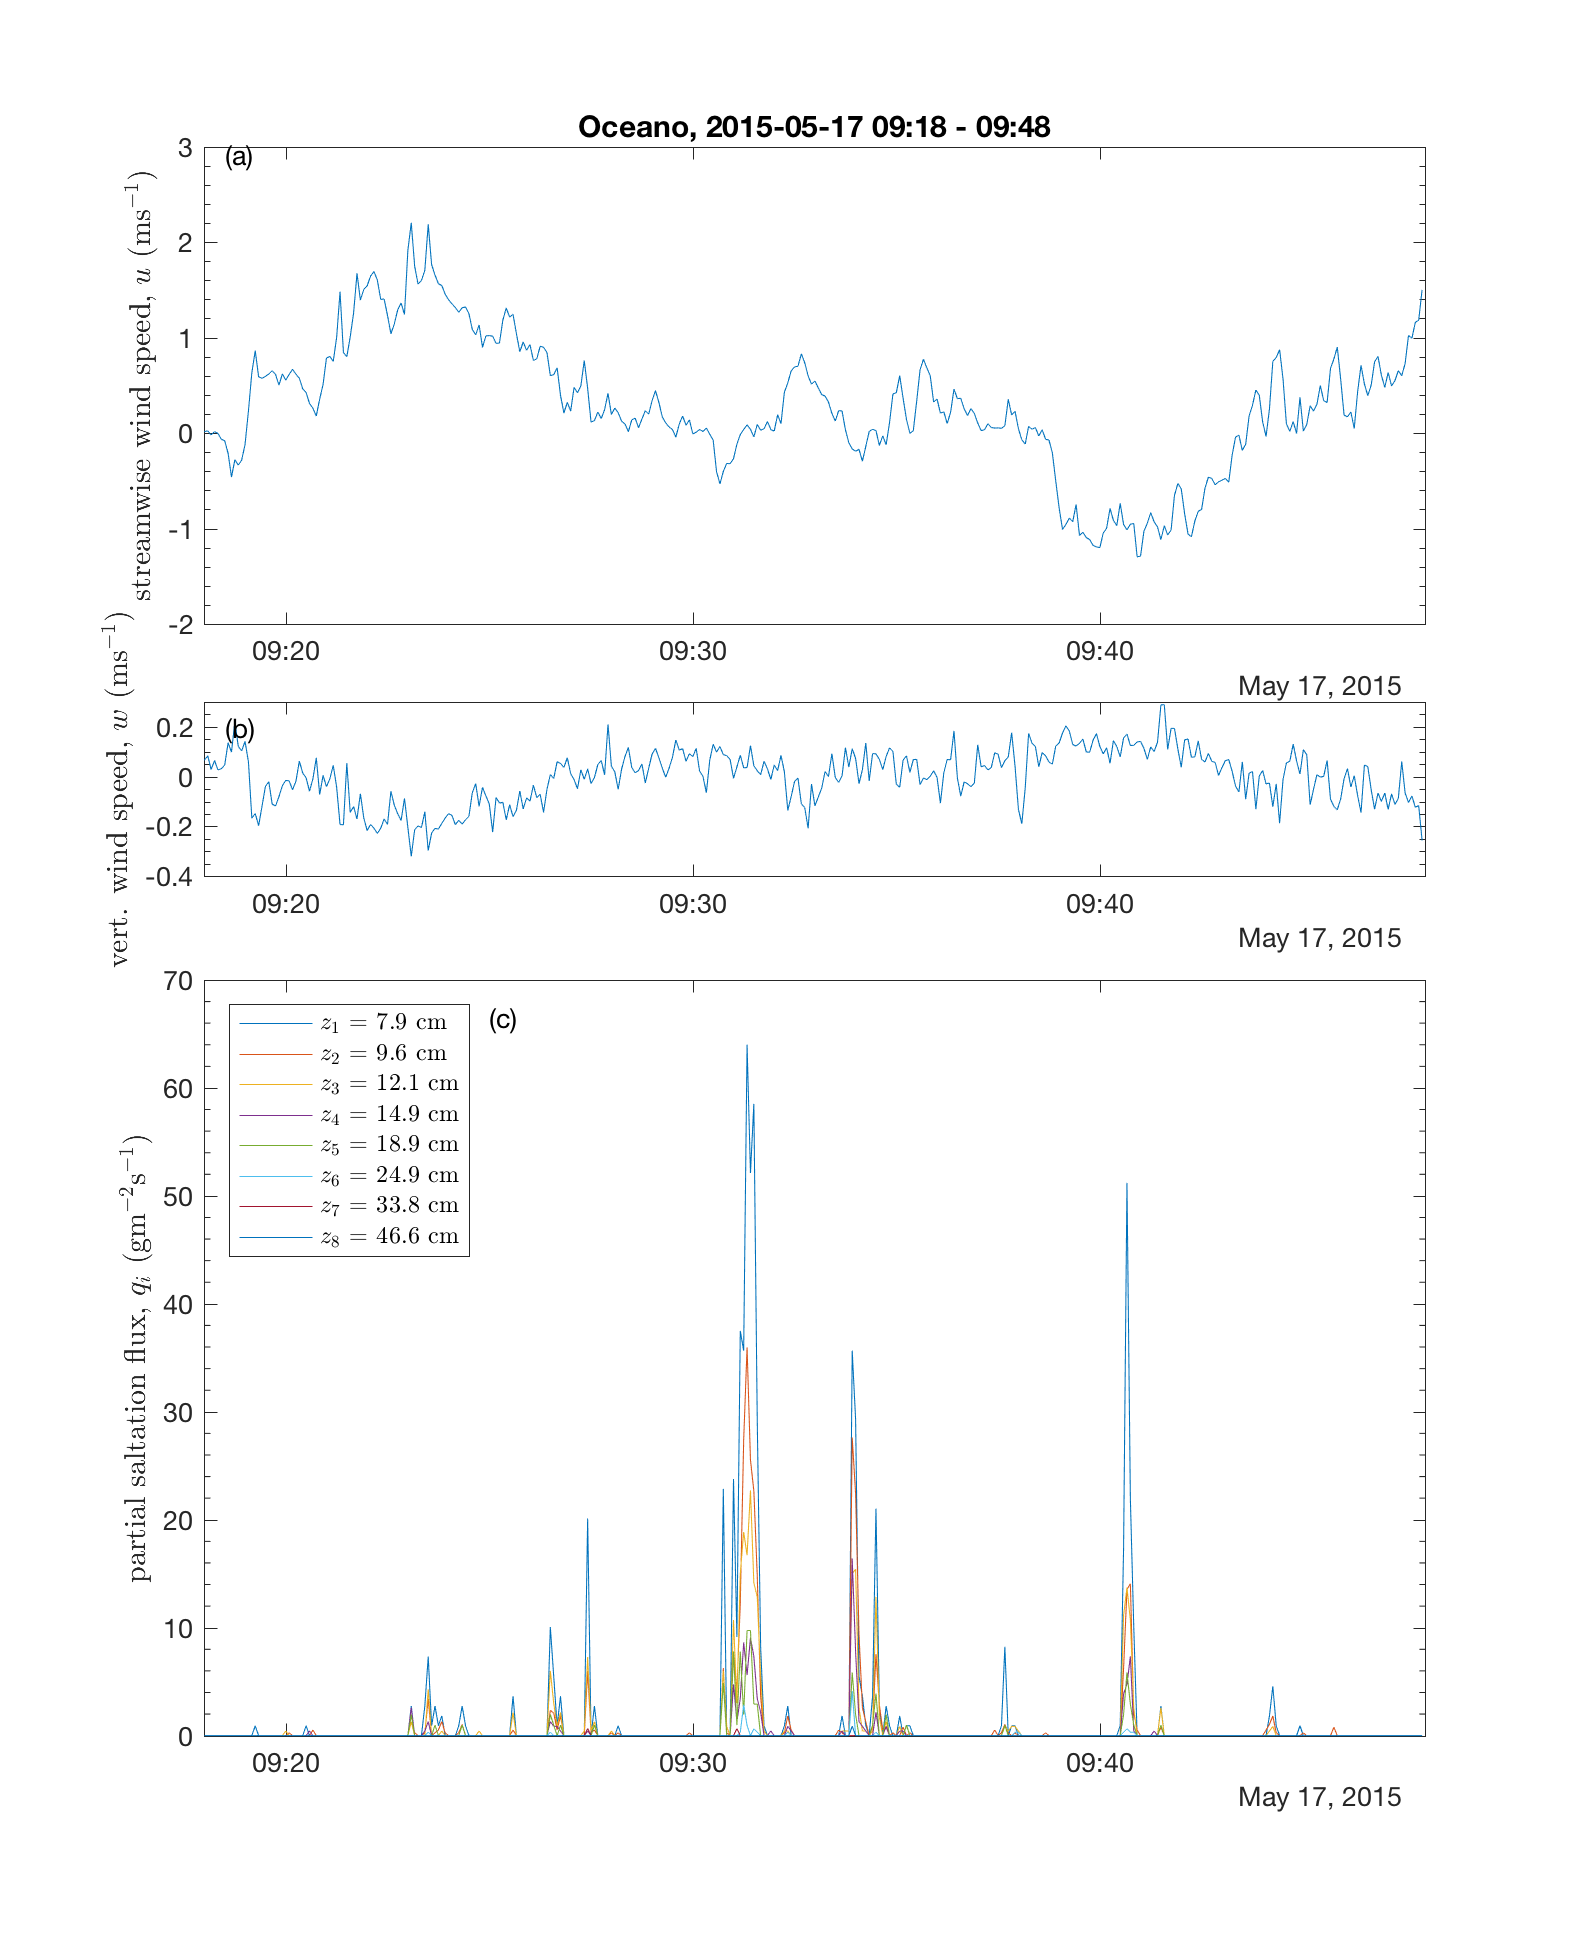 Oceano, 2015-05-17 09:18 - 09:48
(a)
streamwise wind speed, u (ms⁻¹)
3
2
1
0
-1
-2
09:20 09:30 09:40
May 17, 2015
(b)
vert. wind speed, w (ms⁻¹)
0.2
0
-0.2
-0.4
09:20 09:30 09:40
May 17, 2015
(c)
partial saltation flux, qᵢ (gm⁻²s⁻¹)
70
60
50
40
30
20
10
0
z₁ = 7.9 cm
z₂ = 9.6 cm
z₃ = 12.1 cm
z₄ = 14.9 cm
z₅ = 18.9 cm
z₆ = 24.9 cm
z₇ = 33.8 cm
z₈ = 46.6 cm
09:20 09:30 09:40
May 17, 2015